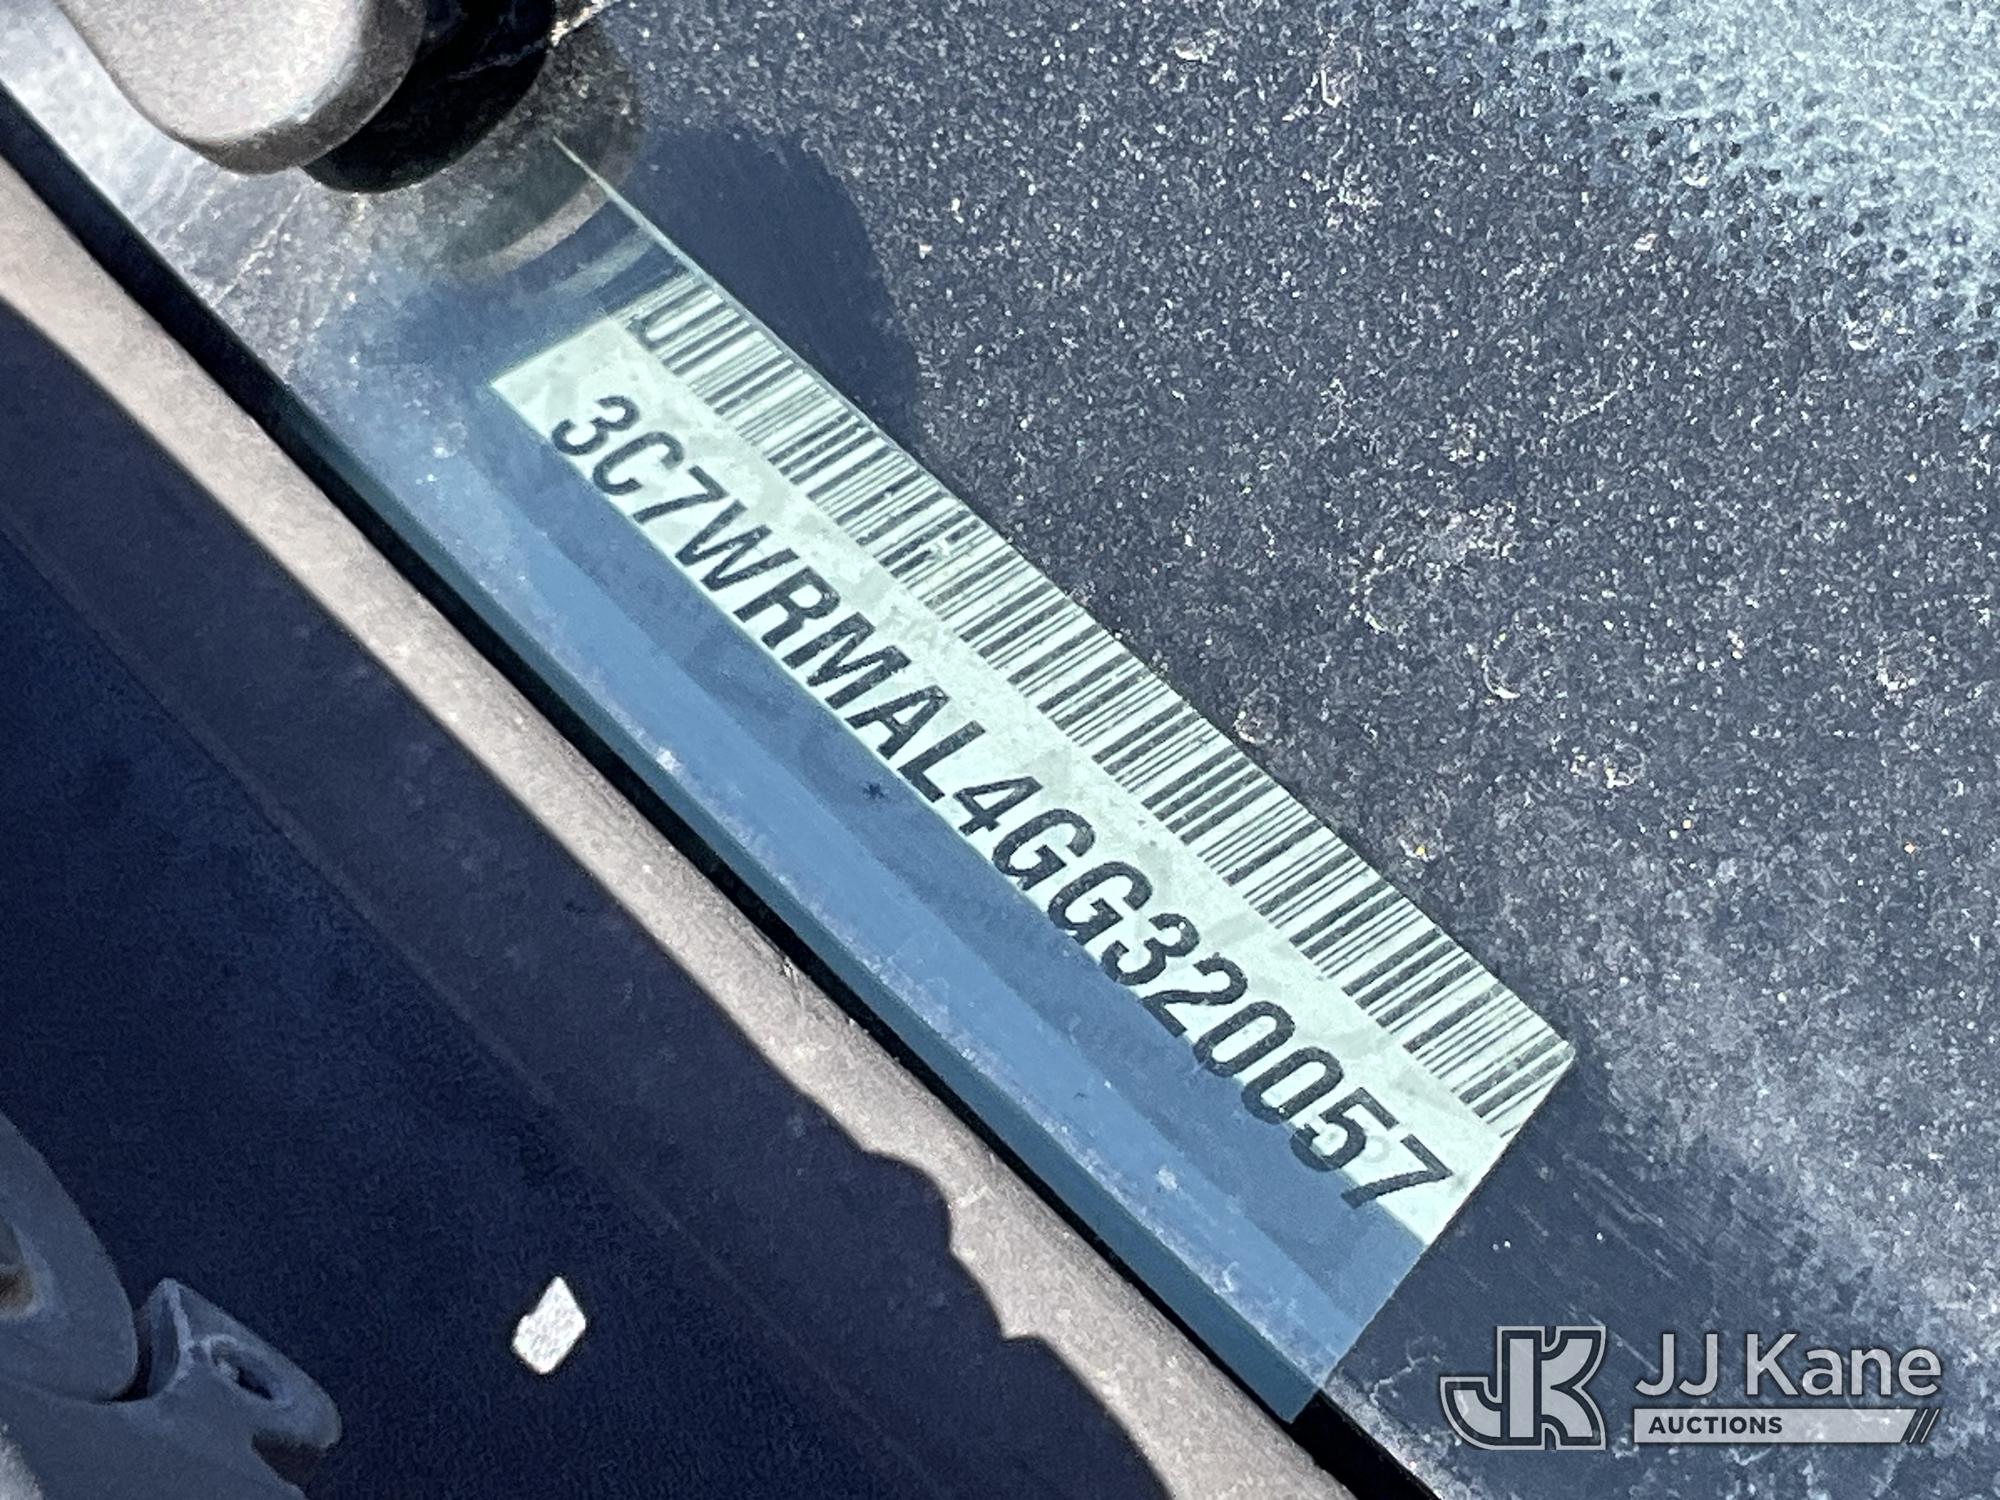 3C7WRMAL4GG320057
JJ Kane
AUCTIONS